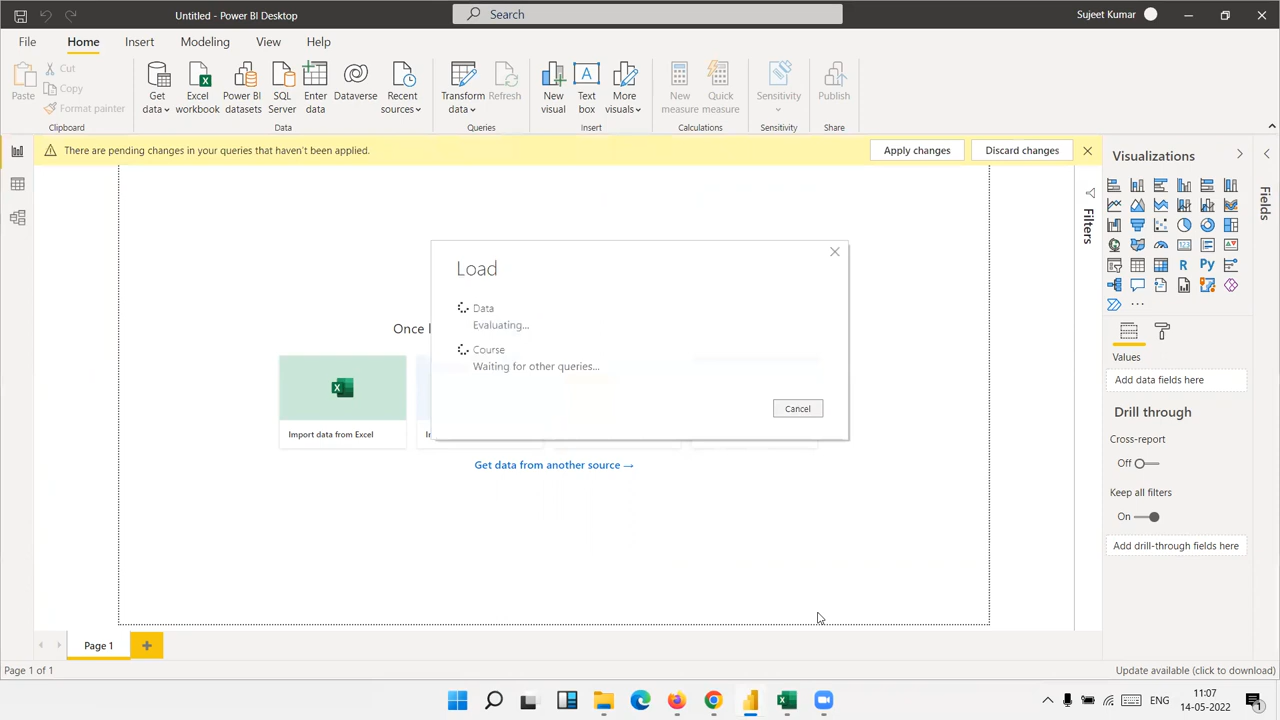 Untitled - Power BI Desktop
Search
Sujeet Kumar
File
Home
Insert
Modeling
View
Help
Paste
Cut
Copy
Format painter
Clipboard
Get data
Excel workbook
Power BI datasets
SQL Server
Enter data
Dataverse
Recent sources
Data
Transform data
Refresh
Queries
New visual
Text box
More visuals
Insert
New measure
Quick measure
Calculations
Sensitivity
Sensitivity
Publish
Share
There are pending changes in your queries that haven't been applied.
Apply changes
Discard changes
Load
Data
Evaluating...
Course
Waiting for other queries...
Cancel
Once l
Import data from Excel
Get data from another source →
Filters
Visualizations
R
Py
Values
Add data fields here
Drill through
Cross-report
Off
Keep all filters
On
Add drill-through fields here
Fields
Page 1
Page 1 of 1
Update available (click to download)
ENG
11:07
14-05-2022
1